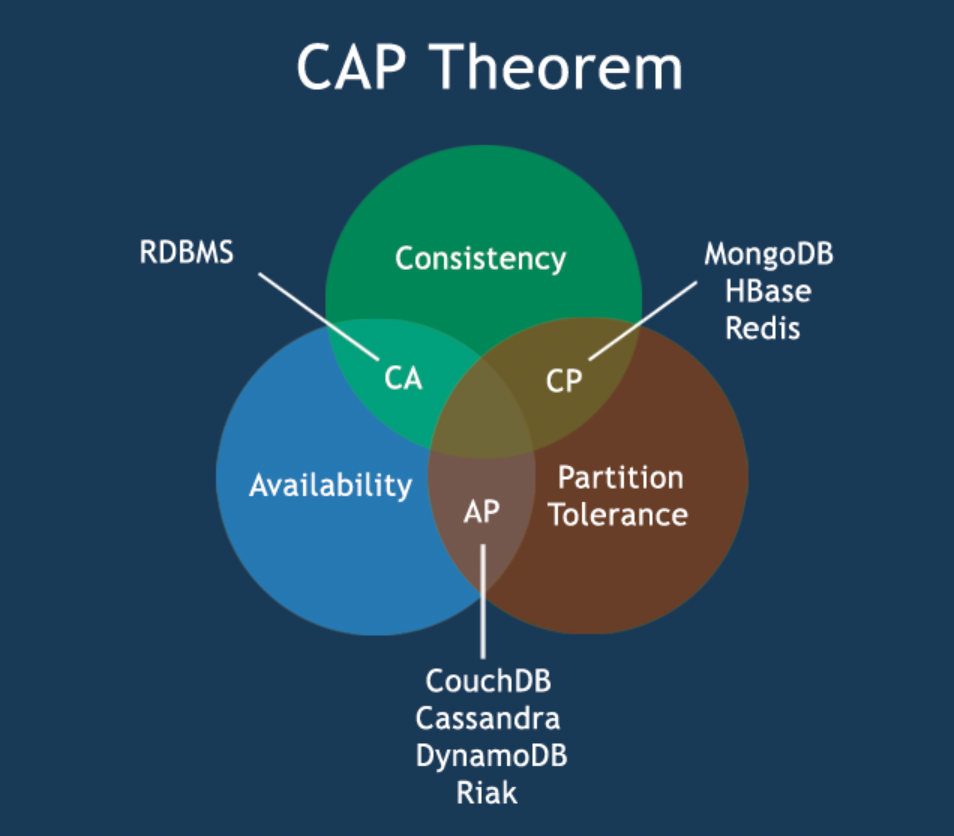 CAP Theorem
RDBMS
Consistency
MongoDB
HBase
Redis
CA
CP
Availability
Partition
Tolerance
AP
CouchDB
Cassandra
DynamoDB
Riak